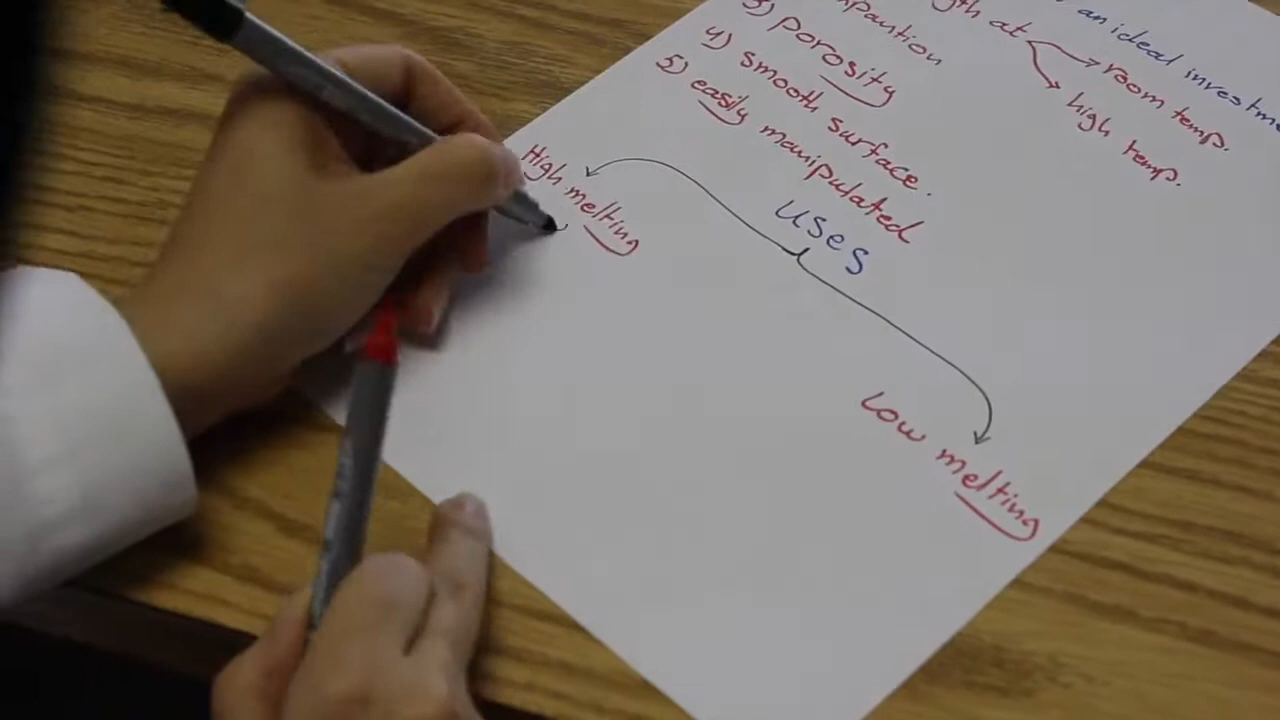 an ideal investme
gth at
room temp.
high temp.
xpaution
3) porosity
4) smooth surface.
5) easily manipulated
uses
High melting
Low melting